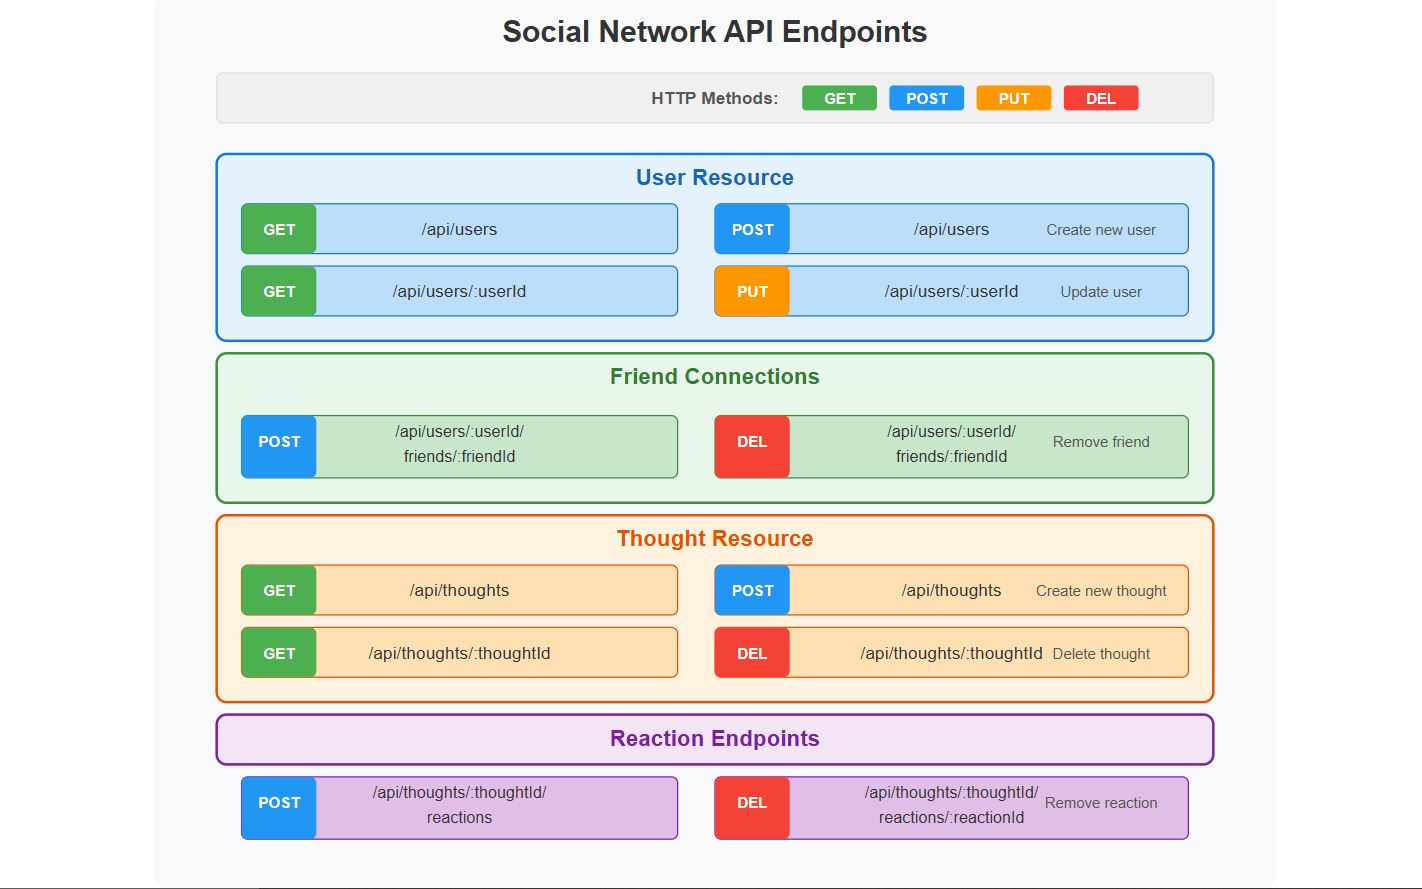 Social Network API Endpoints
HTTP Methods: GET POST PUT DEL
User Resource
GET /api/users
POST /api/users Create new user
GET /api/users/:userId
PUT /api/users/:userId Update user
Friend Connections
POST /api/users/:userId/
friends/:friendId
DEL /api/users/:userId/
friends/:friendId Remove friend
Thought Resource
GET /api/thoughts
POST /api/thoughts Create new thought
GET /api/thoughts/:thoughtId
DEL /api/thoughts/:thoughtId Delete thought
Reaction Endpoints
POST /api/thoughts/:thoughtId/
reactions
DEL /api/thoughts/:thoughtId/
reactions/:reactionId Remove reaction